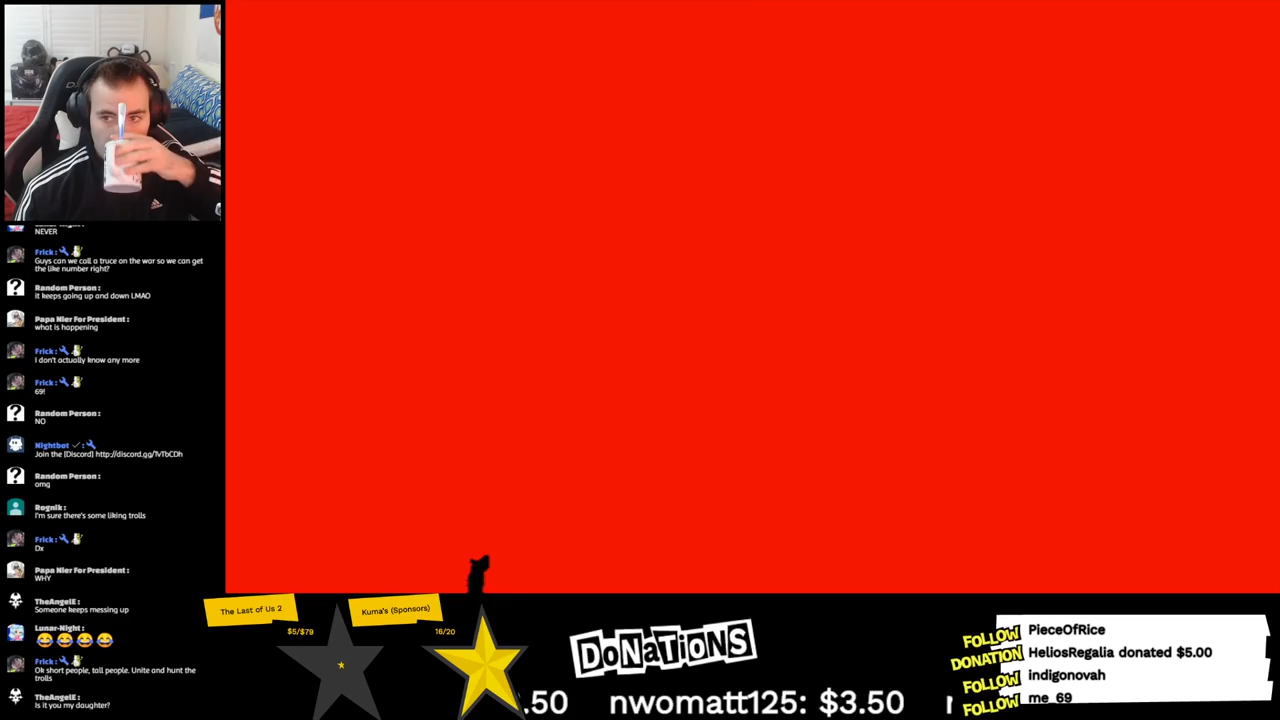 NEVER
Frick :
Guys can we call a truce on the war so we can get
the like number right?
Random Person :
It keeps going up and down LMAO
Papa Nier For President :
what is happening
Frick :
I don't actually know any more
Frick :
69!
Random Person :
NO
Nightbot ✓ :
Join the [Discord] http://discord.gg/1VTbCDh
Random Person :
omg
Rognik :
I'm sure there's some liking trolls
Frick :
Dx
Papa Nier For President :
WHY
TheAngelE :
Someone keeps messing up
Lunar-Night :
😂 😂 😂 😂
Frick :
Ok short people, tall people. Unite and hunt the
trolls
TheAngelE :
Is it you my daughter?
The Last of Us 2
$5/$79
Kuma's (Sponsors)
16/20
DONATIONS
.50 nwomatt125: $3.50
FOLLOW PieceOfRice
DONATION HeliosRegalia donated $5.00
FOLLOW indigonovah
FOLLOW me 69